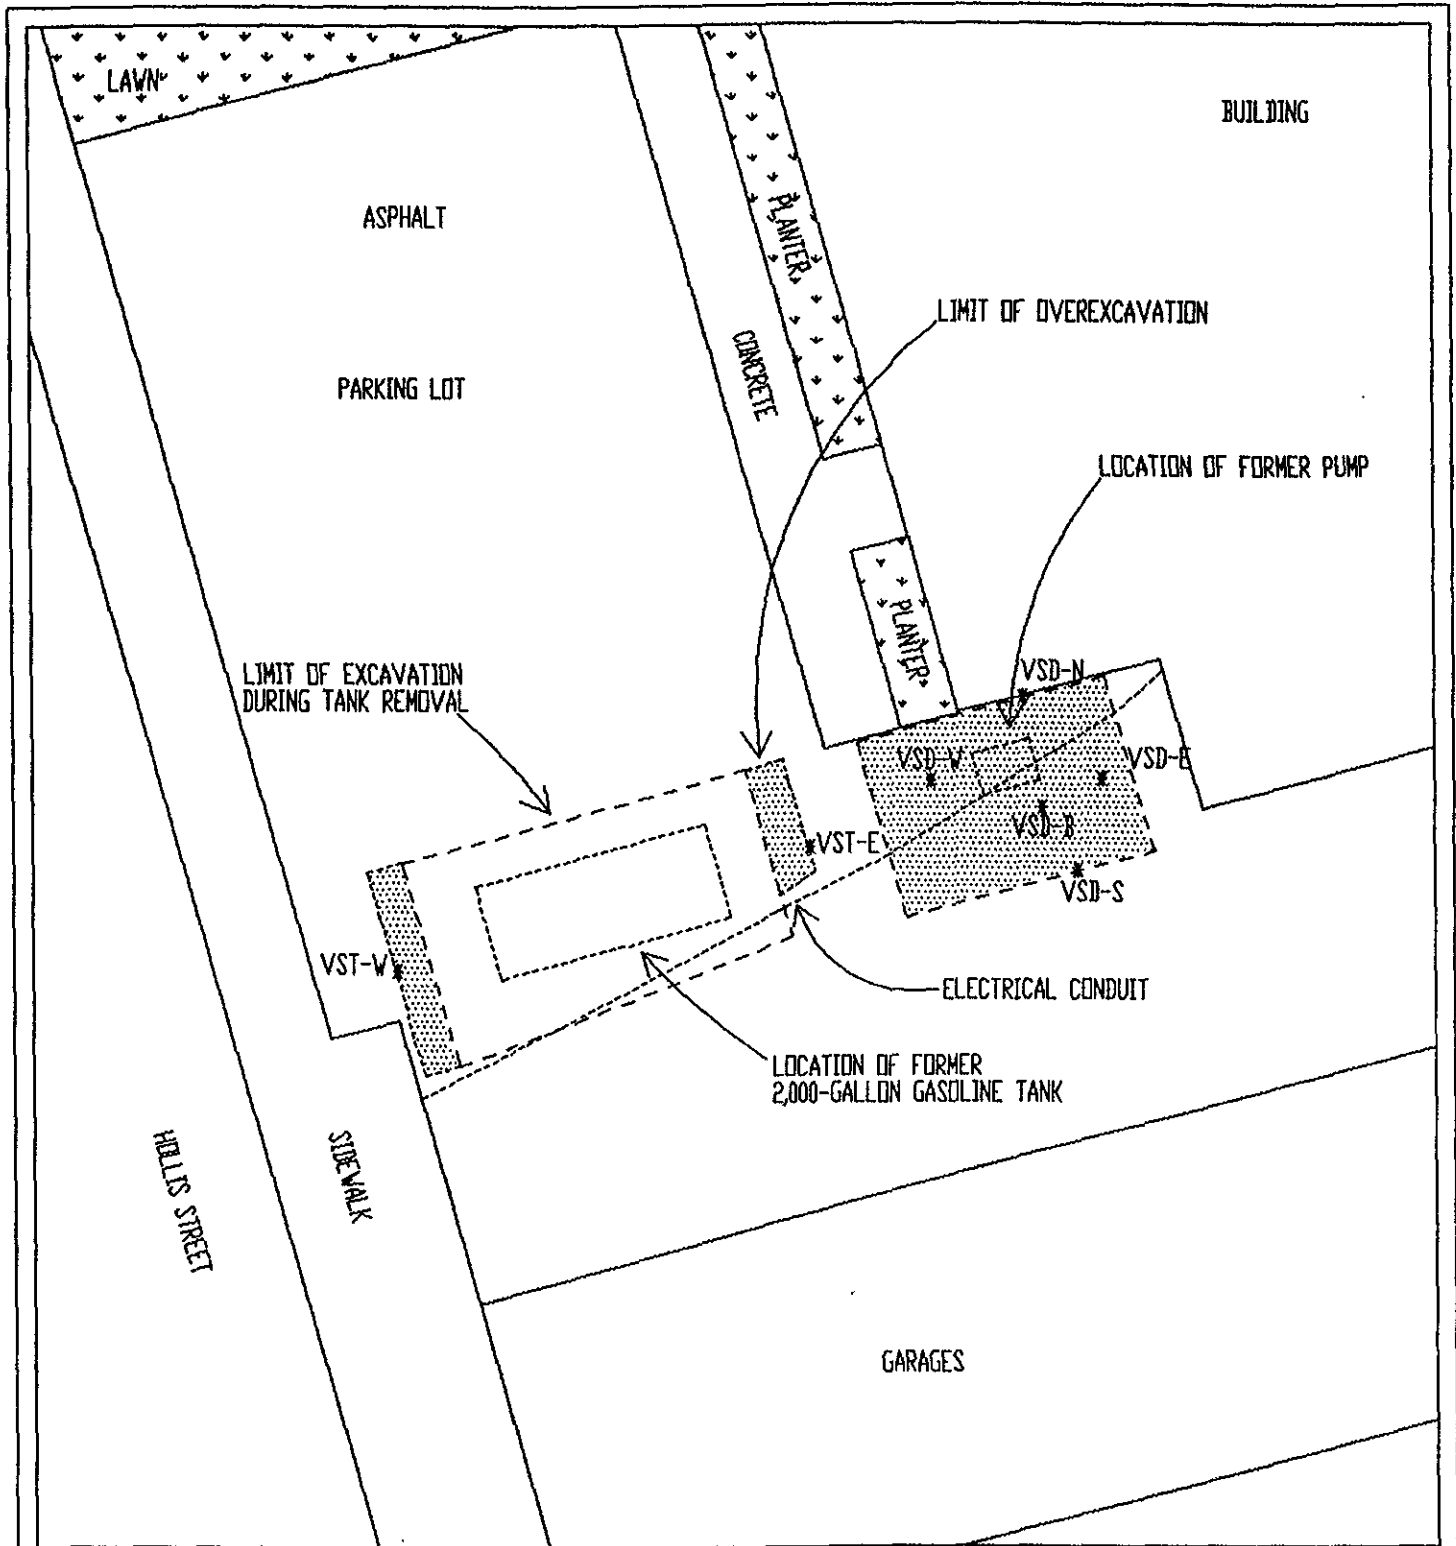 LAWN
BUILDING
ASPHALT
PLANTER
LIMIT OF OVEREXCAVATION
CONCRETE
PARKING LOT
LOCATION OF FORMER PUMP
PLANTER
LIMIT OF EXCAVATION
DURING TANK REMOVAL
VSD-N
VSD-W
VSD-E
VSD-B
VST-E
VSD-S
VST-W
ELECTRICAL CONDUIT
LOCATION OF FORMER
2,000-GALLON GASOLINE TANK
HOLLIS STREET
SIDEWALK
GARAGES